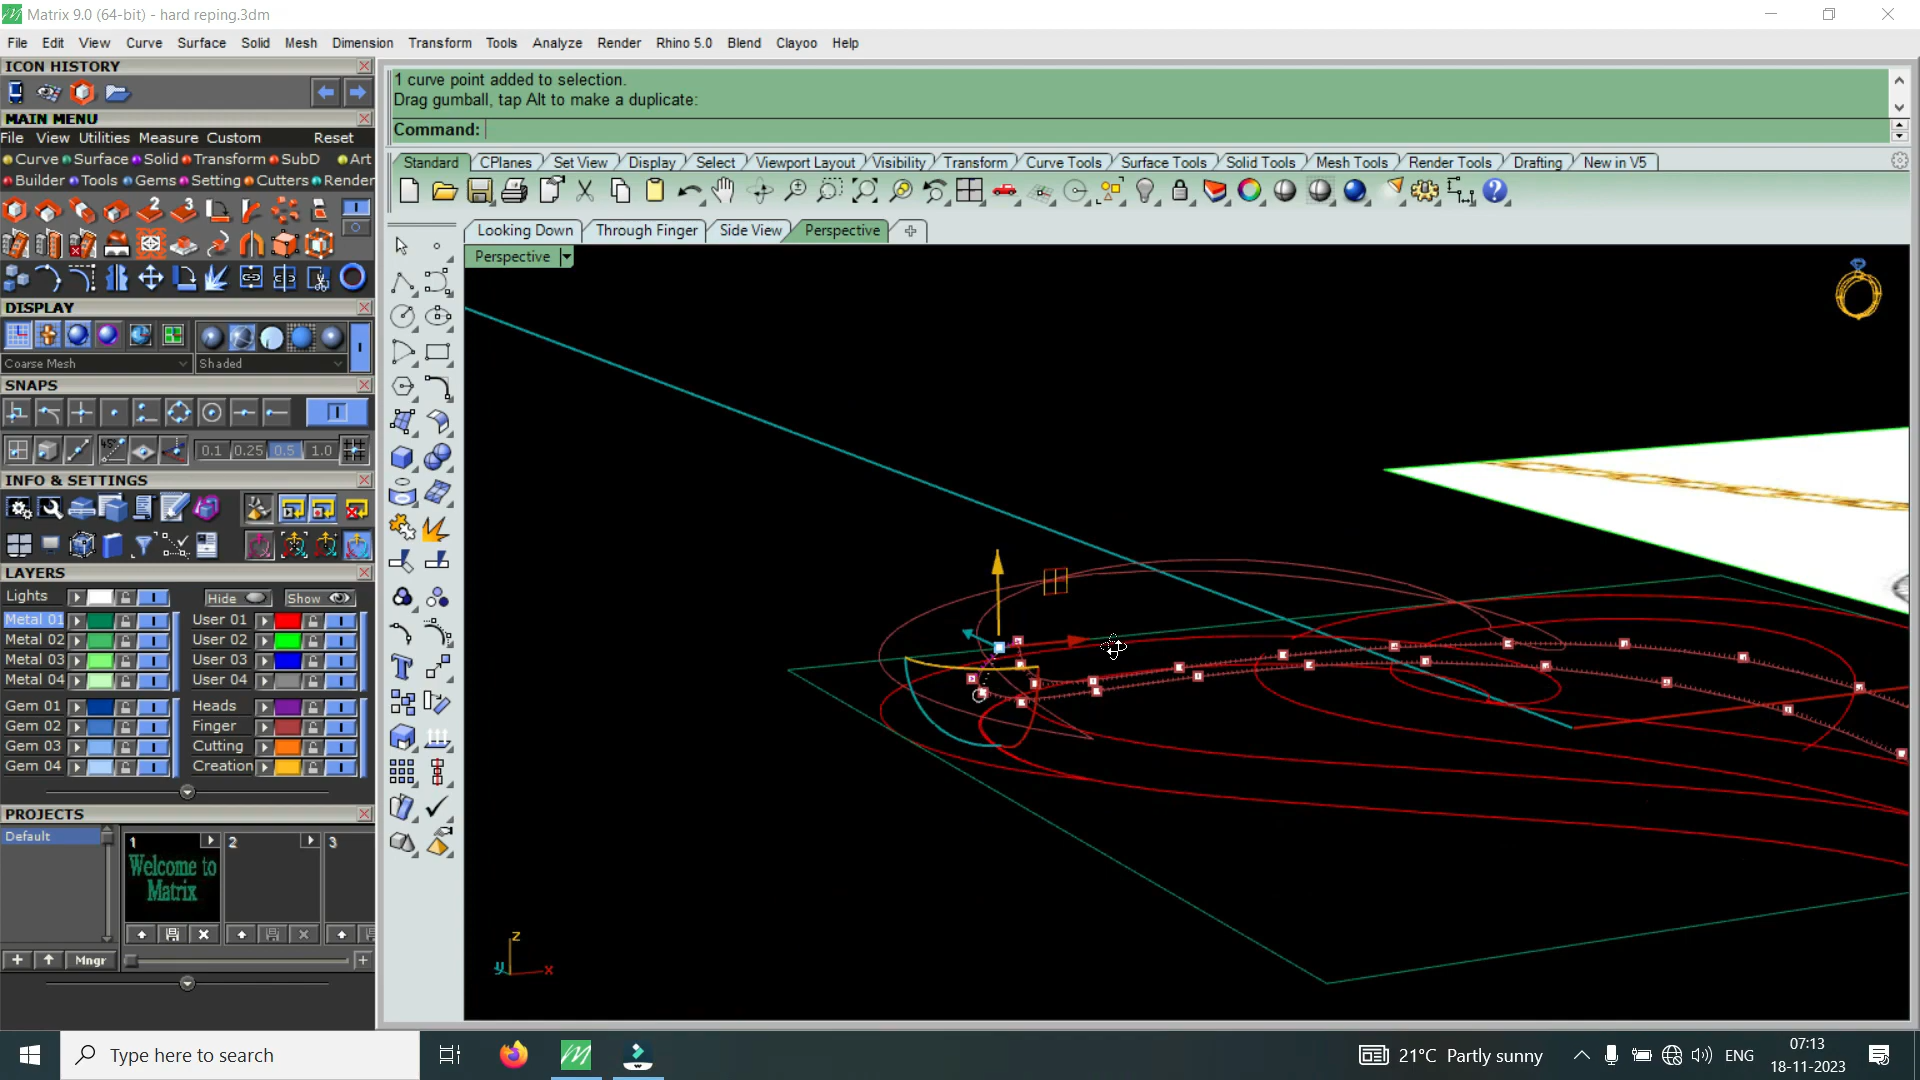 Matrix 9.0 (64-bit) - hard reping.3dm
File Edit View Curve Surface Solid Mesh Dimension Transform Tools Analyze Render Rhino 5.0 Blend Clayoo Help
ICON HISTORY
1 curve point added to selection.
Drag gumball, tap Alt to make a duplicate:
Command:
MAIN MENU
File View Utilities Measure Custom Reset
Curve Surface Solid Transform SubD Art
Builder Tools Gems Setting Cutters Render
Standard CPlanes Set View Display Select Viewport Layout Visibility Transform Curve Tools Surface Tools Solid Tools Mesh Tools Render Tools Drafting New in V5
2 3
Looking Down Through Finger Side View Perspective
Perspective
DISPLAY
Coarse Mesh Shaded
SNAPS
0.1 0.25 0.5 1.0
INFO & SETTINGS
LAYERS
Lights Hide Show
Metal 01 User 01
Metal 02 User 02
Metal 03 User 03
Metal 04 User 04
Gem 01 Heads
Gem 02 Finger
Gem 03 Cutting
Gem 04 Creation
PROJECTS
Default
1 2 3
Welcome to
Matrix
Mngr
z
y x
Type here to search
21°C Partly sunny
ENG
07:13
18-11-2023